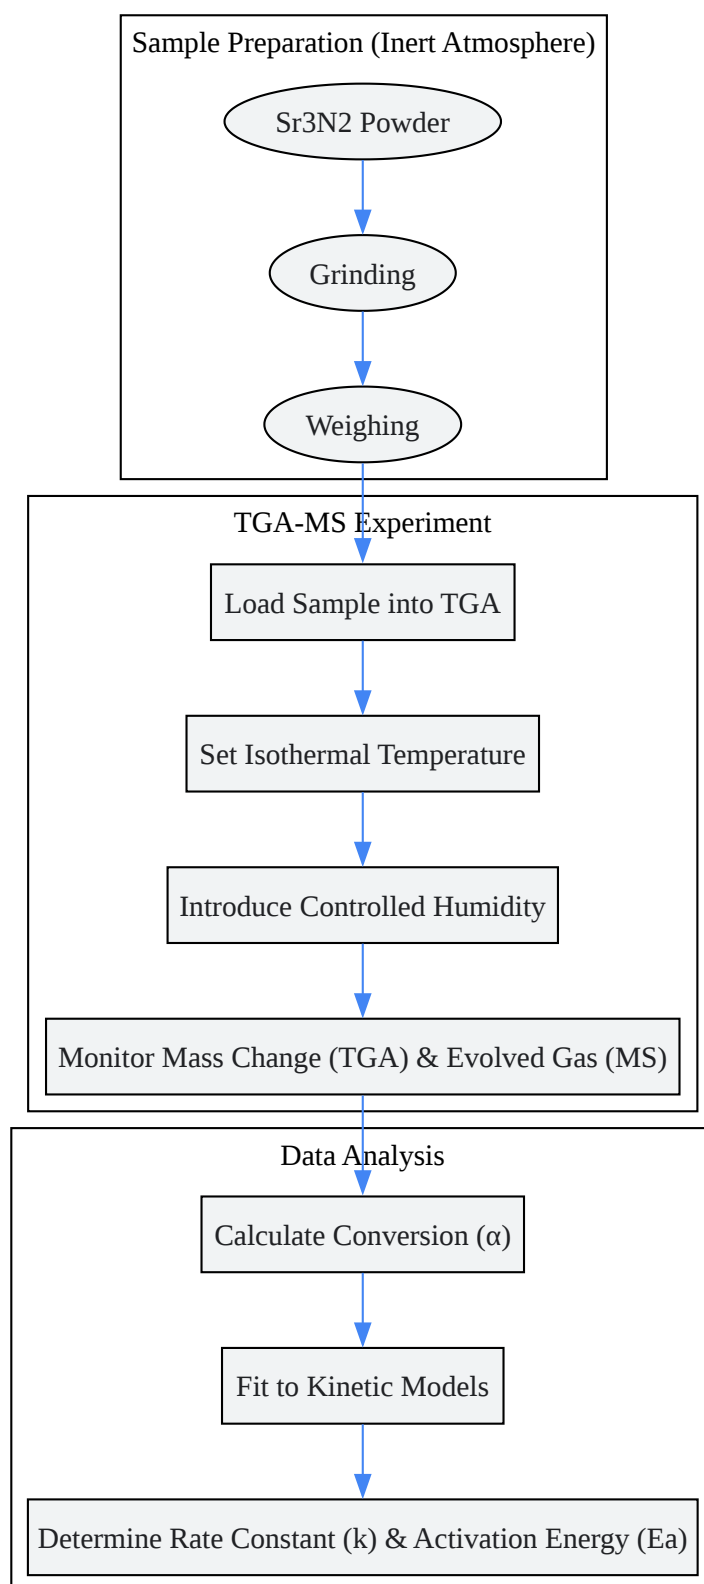 Sample Preparation (Inert Atmosphere)
Sr3N2 Powder
Grinding
Weighing
TGA-MS Experiment
Load Sample into TGA
Set Isothermal Temperature
Introduce Controlled Humidity
Monitor Mass Change (TGA) & Evolved Gas (MS)
Data Analysis
Calculate Conversion (α)
Fit to Kinetic Models
Determine Rate Constant (k) & Activation Energy (Ea)